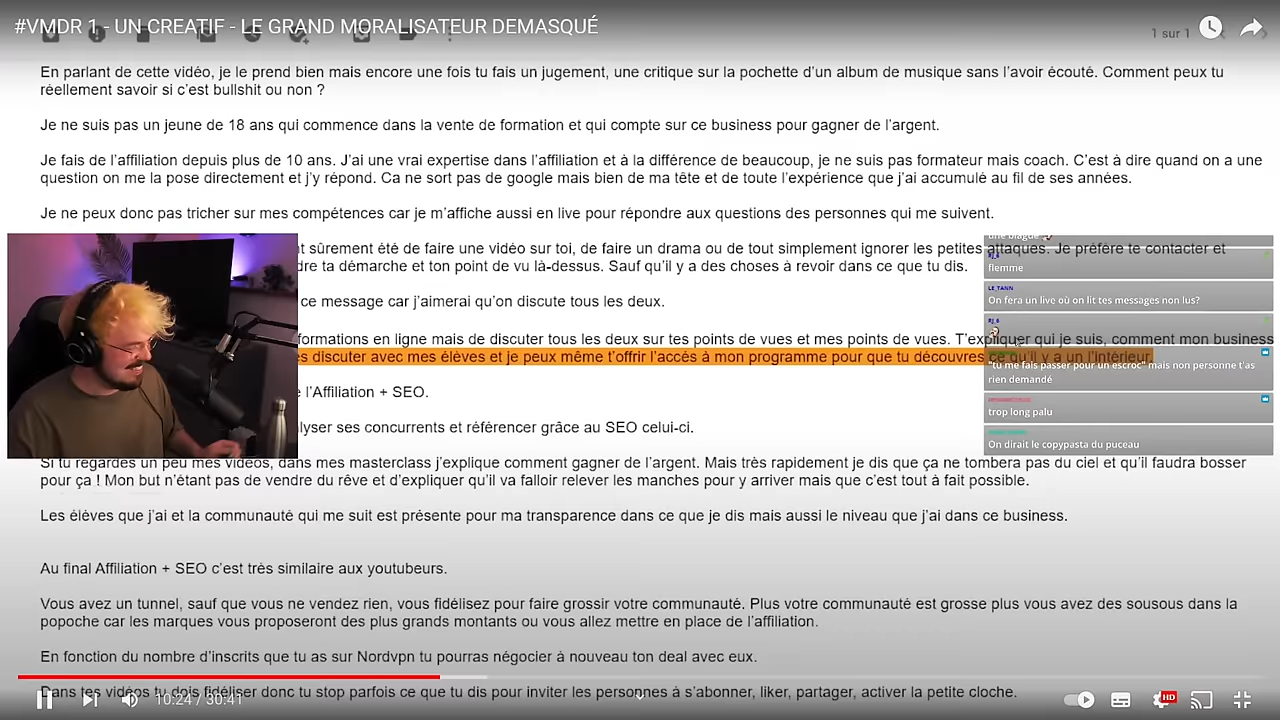 #VMDR 1 - UN CREATIF - LE GRAND MORALISATEUR DEMASQUÉ
1 sur 1
En parlant de cette vidéo, je le prend bien mais encore une fois tu fais un jugement, une critique sur la pochette d'un album de musique sans l'avoir écouté. Comment peux tu
réellement savoir si c'est bullshit ou non ?
Je ne suis pas un jeune de 18 ans qui commence dans la vente de formation et qui compte sur ce business pour gagner de l'argent.
Je fais de l'affiliation depuis plus de 10 ans. J'ai une vrai expertise dans l'affiliation et à la différence de beaucoup, je ne suis pas formateur mais coach. C'est à dire quand on a une
question on me la pose directement et j'y répond. Ca ne sort pas de google mais bien de ma tête et de toute l'expérience que j'ai accumulé au fil de ses années.
Je ne peux donc pas tricher sur mes compétences car je m'affiche aussi en live pour répondre aux questions des personnes qui me suivent.
sûrement été de faire une vidéo sur toi, de faire un drama ou de tout simplement ignorer les petites attaques. Je préfère te contacter et
dre ta démarche et ton point de vu là-dessus. Sauf qu'il y a des choses à revoir dans ce que tu dis.
ce message car j'aimerai qu'on discute tous les deux.
formations en ligne mais de discuter tous les deux sur tes points de vues et mes points de vues. T'expliquer qui je suis, comment mon business
es discuter avec mes élèves et je peux même t'offrir l'accés à mon programme pour que tu découvres ce qu'il y a un l'intérieur.
e l'Affiliation + SEO.
alyser ses concurrents et référencer grâce au SEO celui-ci.
une blague
flemme
LE_TANN
On fera un live où on lit tes messages non lus?
"tu me fais passer pour un escroc" mais non personne t'as
rien demandé
trop long palu
On dirait le copypasta du puceau
Si tu regardes un peu mes vidéos, dans mes masterclass j'explique comment gagner de l'argent. Mais très rapidement je dis que ça ne tombera pas du ciel et qu'il faudra bosser
pour ça ! Mon but n'étant pas de vendre du rêve et d'expliquer qu'il va falloir relever les manches pour y arriver mais que c'est tout à fait possible.
Les élèves que j'ai et la communauté qui me suit est présente pour ma transparence dans ce que je dis mais aussi le niveau que j'ai dans ce business.
Au final Affiliation + SEO c'est très similaire aux youtubeurs.
Vous avez un tunnel, sauf que vous ne vendez rien, vous fidélisez pour faire grossir votre communauté. Plus votre communauté est grosse plus vous avez des sousous dans la
popoche car les marques vous proposeront des plus grands montants ou vous allez mettre en place de l'affiliation.
En fonction du nombre d'inscrits que tu as sur Nordvpn tu pourras négocier à nouveau ton deal avec eux.
Dans tes vidéos tu dois fidéliser donc tu stop parfois ce que tu dis pour inviter les personnes à s'abonner, liker, partager, activer la petite cloche.
10:24 / 30:41
HD